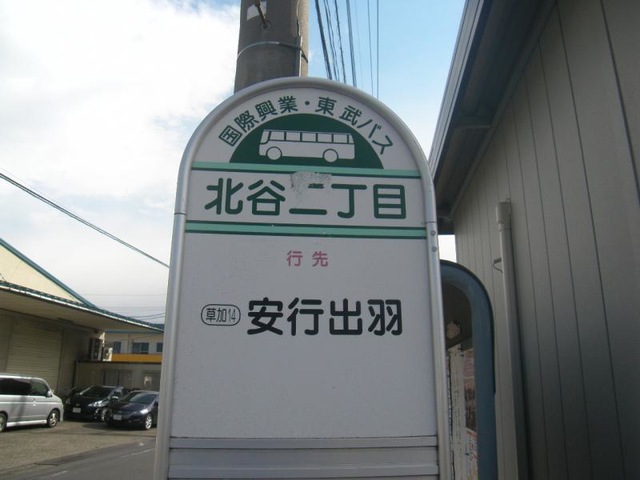 国際興業・東武バス
北谷二丁目
行先
草加14 安行出羽